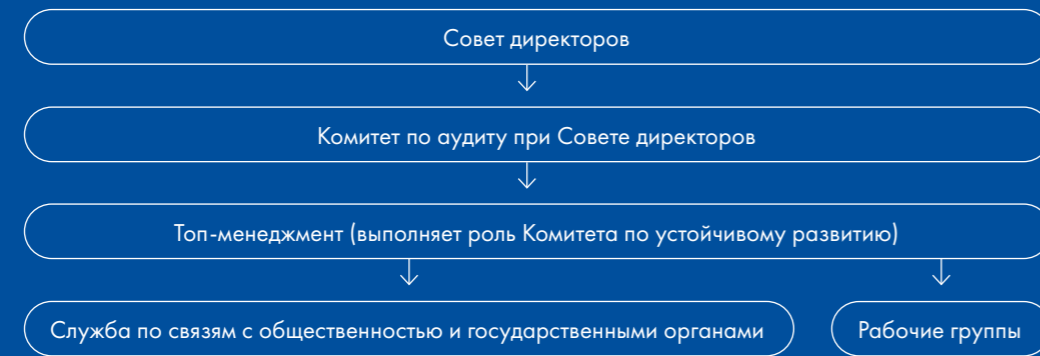 Совет директоров
Комитет по аудиту при Совете директоров
Топ-менеджмент (выполняет роль Комитета по устойчивому развитию)
Служба по связям с общественностью и государственными органами
Рабочие группы